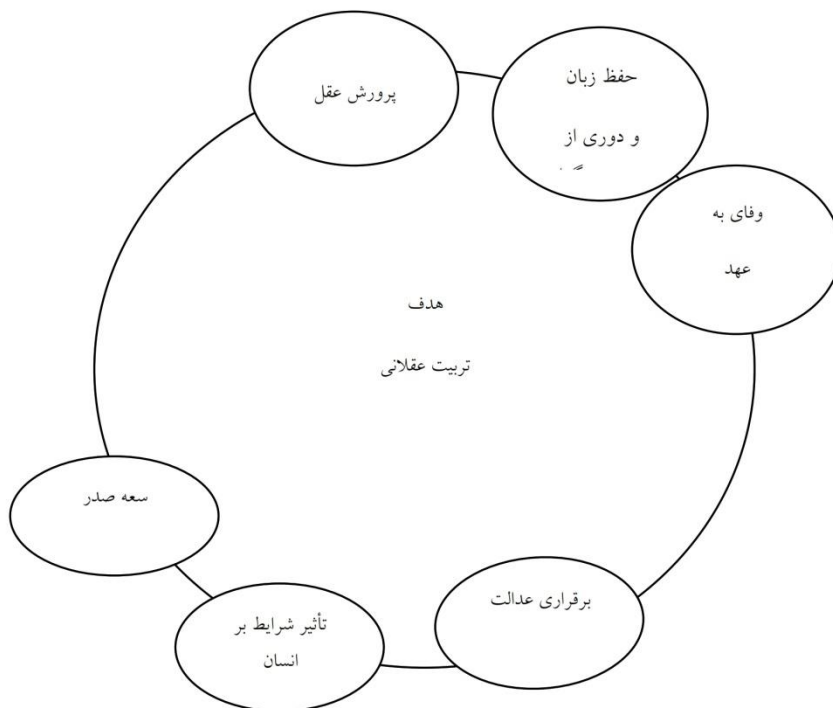 پرورش عقل
حفظ زبان
و دوری از
وفای به
عهد
هدف
تربیت عقلانی
سعه صدر
برقراری عدالت
تأثیر شرایط بر
انسان